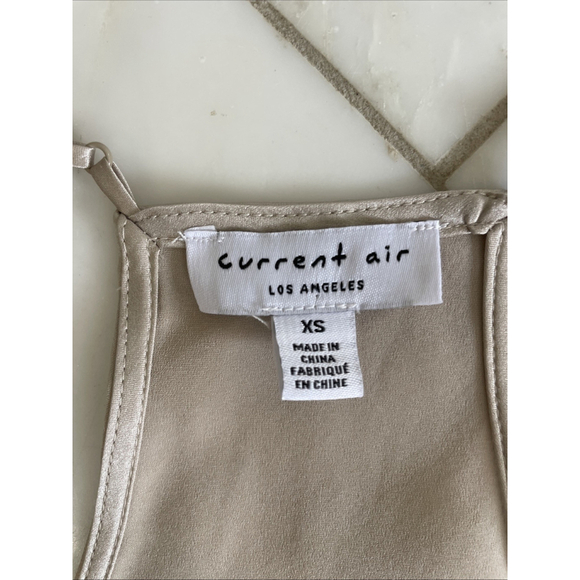 current air
LOS ANGELES
XS
MADE IN
CHINA
FABRIQUÉ
EN CHINE